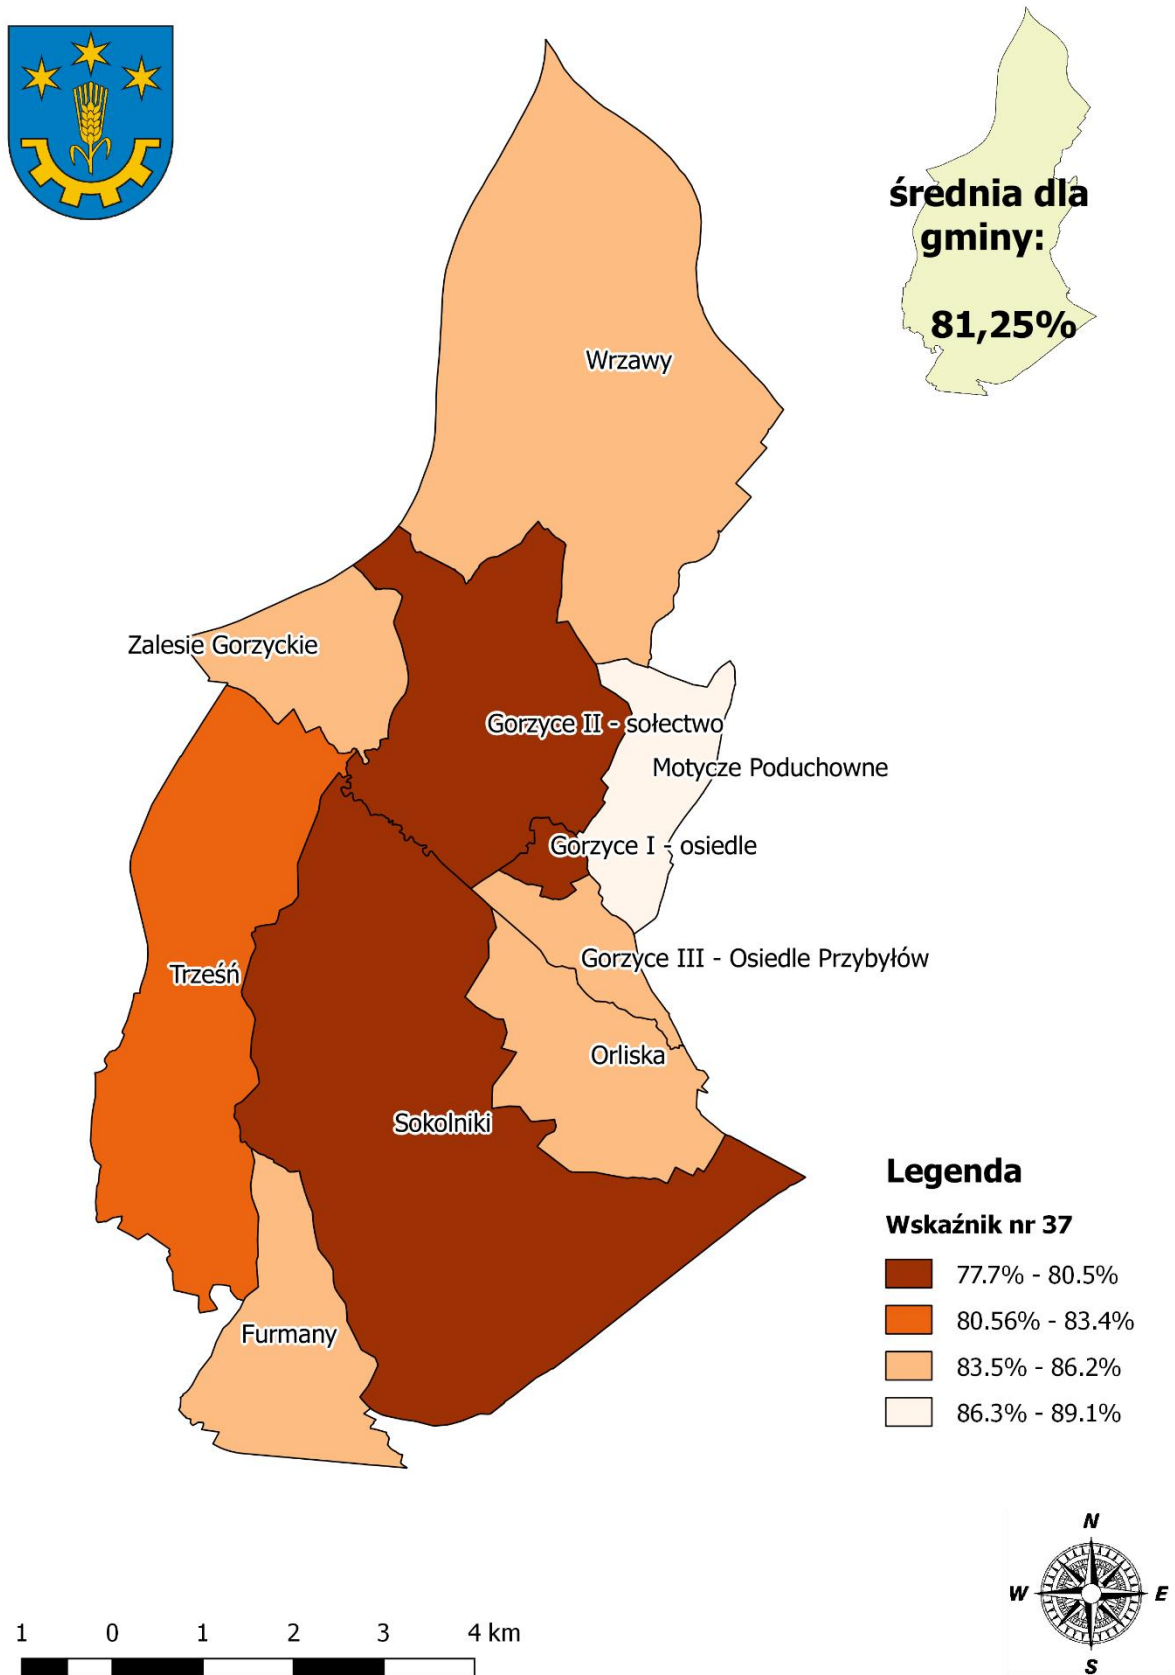 średnia dla
gminy:
81,25%
Wrzawy
Zalesie Gorzyckie
Gorzyce II - sołectwo
Motycze Poduchowne
Gorzyce I - osiedle
Gorzyce III - Osiedle Przybyłów
Trześń
Orliska
Sokolniki
Furmany
Legenda
Wskaźnik nr 37
77.7% - 80.5%
80.56% - 83.4%
83.5% - 86.2%
86.3% - 89.1%
N
W E
S
1 0 1 2 3 4 km